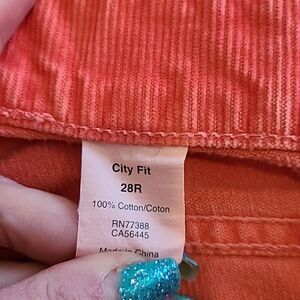 City Fit
28R
100% Cotton/Coton
RN77388
CA56445
Made in China